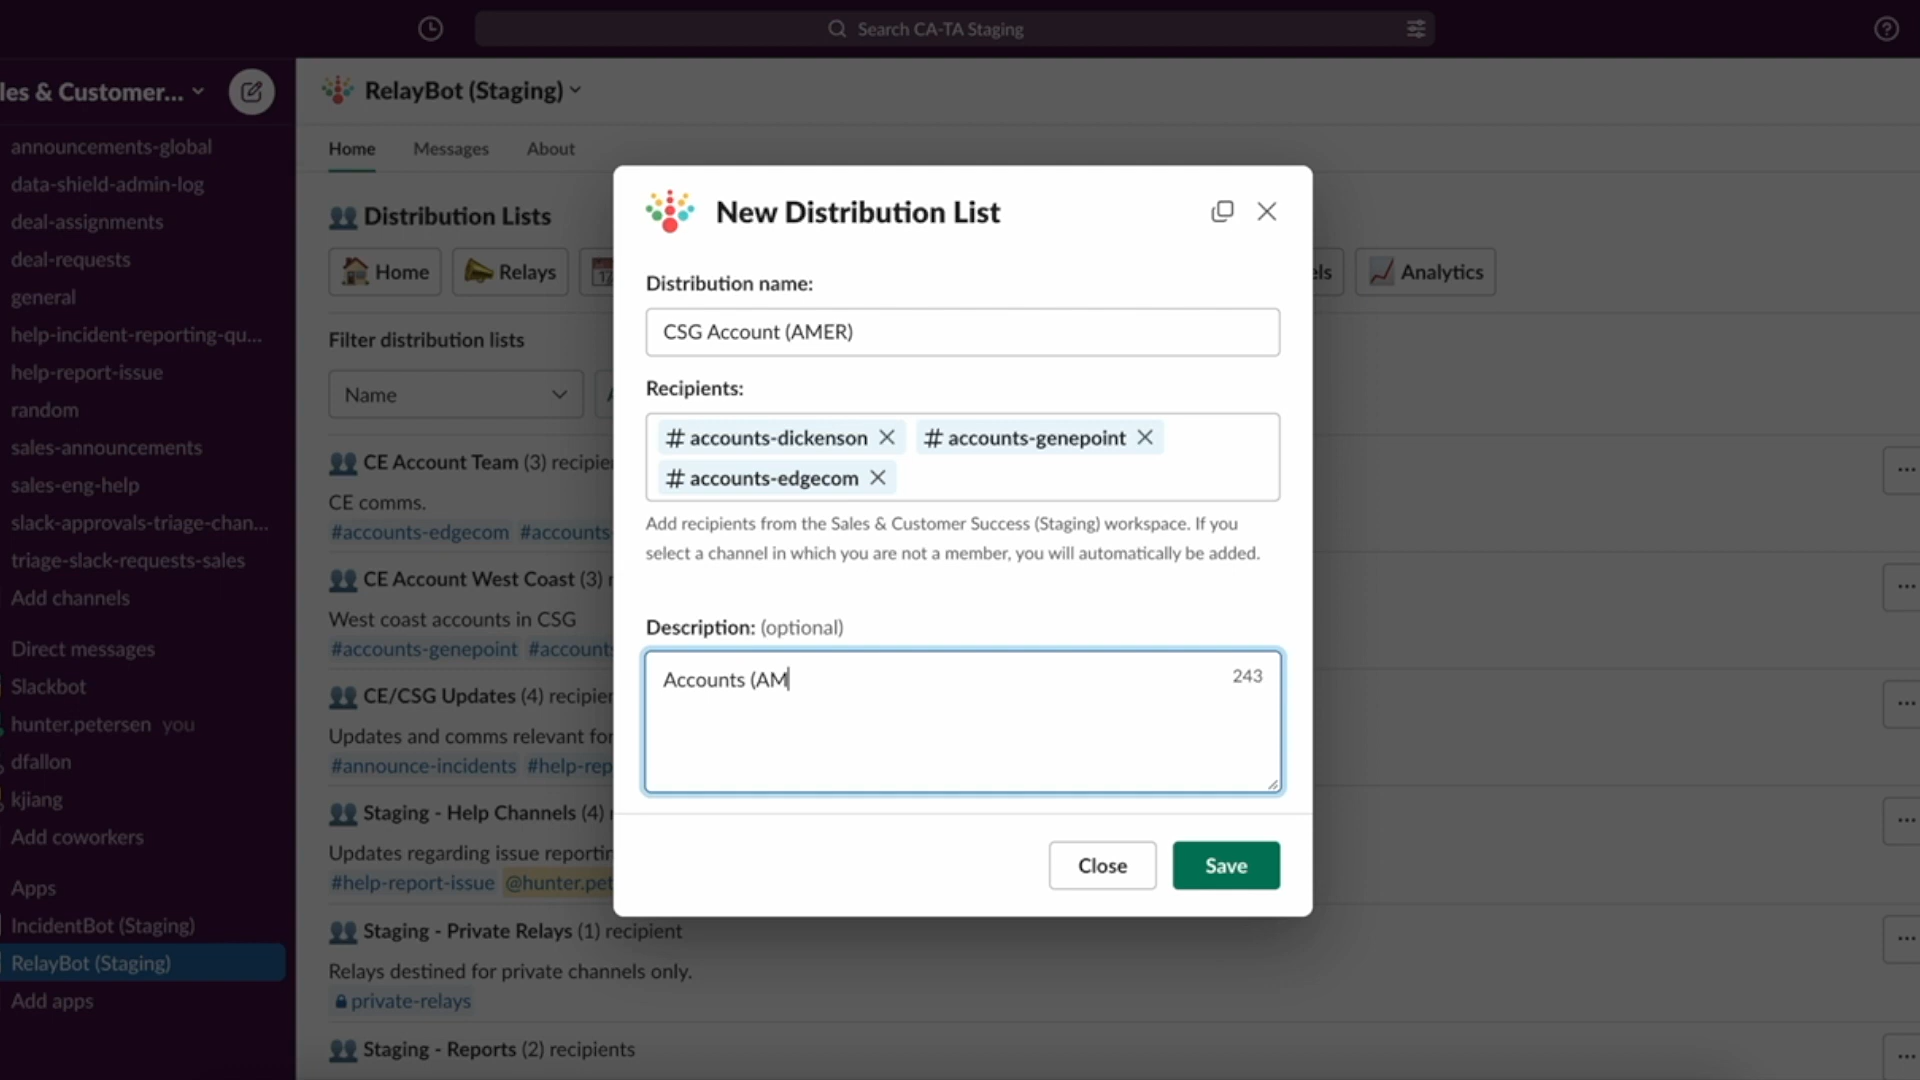 Search CA-TA Staging
les & Customer...
announcements-global
data-shield-admin-log
deal-assignments
deal-requests
general
help-incident-reporting-qu...
help-report-issue
random
sales-announcements
sales-eng-help
slack-approvals-triage-chan...
triage-slack-requests-sales
Add channels
Direct messages
Slackbot
hunter.petersen you
dfallon
kjiang
Add coworkers
Apps
IncidentBot (Staging)
RelayBot (Staging)
Add apps
RelayBot (Staging)
Home Messages About
Distribution Lists
Home Relays 17 els Analytics
Filter distribution lists
Name
CE Account Team (3) recipie
CE comms.
#accounts-edgecom #accounts-
CE Account West Coast (3) r
West coast accounts in CSG
#accounts-genepoint #account
CE/CSG Updates (4) recipie
Updates and comms relevant for
#announce-incidents #help-rep
Staging - Help Channels (4) r
Updates regarding issue reportin
#help-report-issue @hunter.pet
Staging - Private Relays (1) recipient
Relays destined for private channels only.
private-relays
Staging - Reports (2) recipients
New Distribution List
Distribution name:
CSG Account (AMER)
Recipients:
# accounts-dickenson # accounts-genepoint
# accounts-edgecom
Add recipients from the Sales & Customer Success (Staging) workspace. If you
select a channel in which you are not a member, you will automatically be added.
Description: (optional)
Accounts (AM
243
Close Save